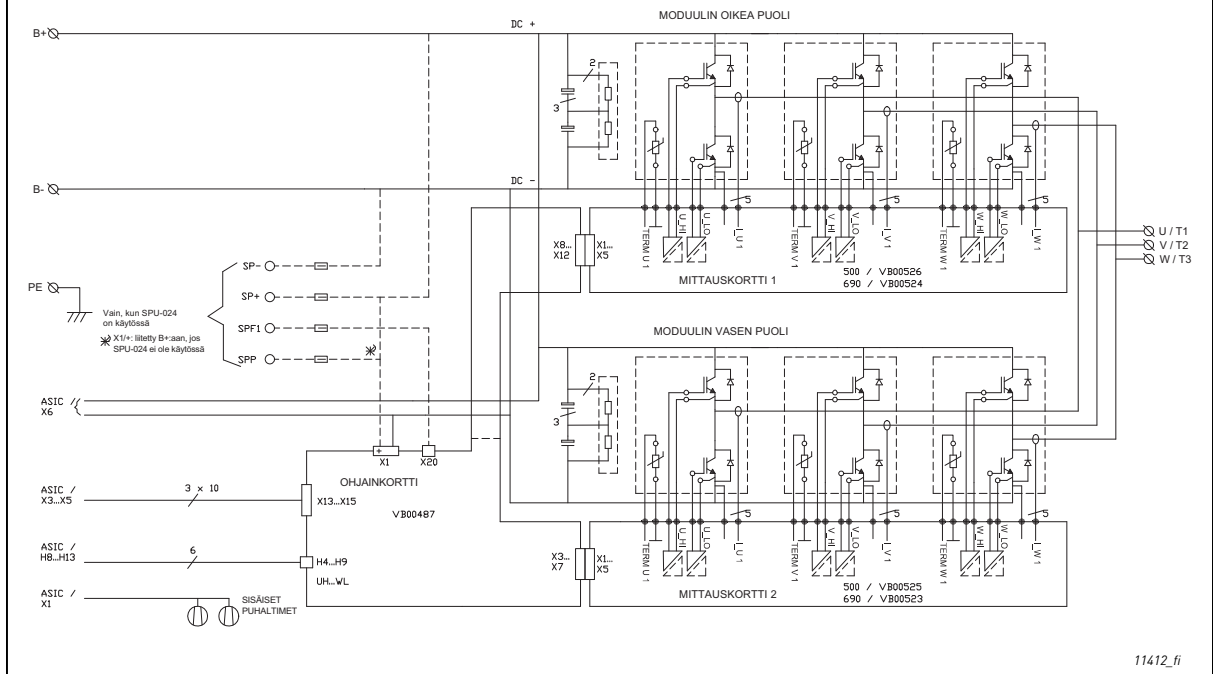 MODUULIN OIKEA PUOLI
DC +
B+
2
3
B-
DC -
5
5
5
TERM U 1
U_HI
U_LO
I_U 1
TERM V 1
V_HI
V_LO
I_V 1
TERM W 1
W_HI
W_LO
I_W 1
U / T1
V / T2
W / T3
X8...
X12
X1...
X5
MITTAUSKORTTI 1
500 / VB00526
690 / VB00524
SP-
SP+
SPF1
SPP
PE
Vain, kun SPU-024
on käytössä
X1/+: liitetty B+:aan, jos
SPU-024 ei ole käytössä
MODUULIN VASEN PUOLI
2
3
ASIC /
X6
+
X1
X20
OHJAINKORTTI
VB00487
ASIC /
X3...X5
3 x 10
X13...X15
ASIC /
H8...H13
6
H4...H9
UH...WL
ASIC /
X1
SISÄISET
PUHALTIMET
5
5
5
TERM U 1
U_HI
U_LO
I_U 1
TERM V 1
V_HI
V_LO
I_V 1
TERM W 1
W_HI
W_LO
I_W 1
X3...
X7
X1...
X5
MITTAUSKORTTI 2
500 / VB00525
690 / VB00523
11412_fi